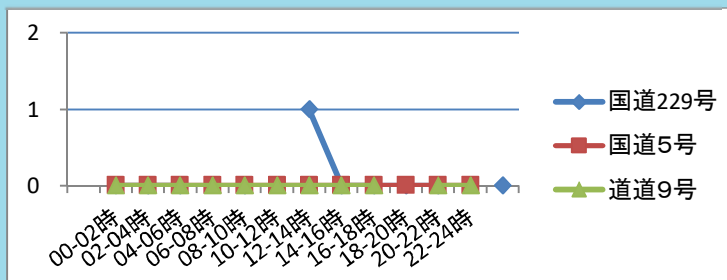 2
1
0
00-02時
02-04時
04-06時
06-08時
08-10時
10-12時
12-14時
14-16時
16-18時
18-20時
20-22時
22-24時
国道229号
国道５号
道道９号